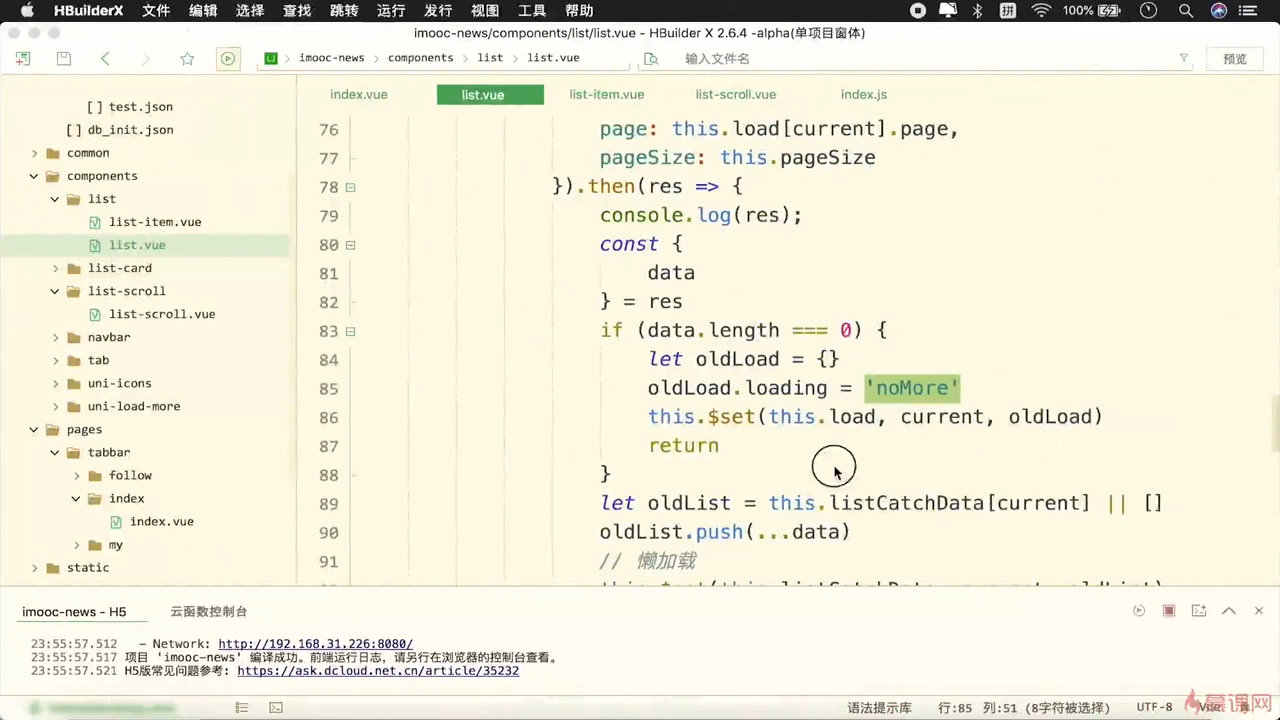 HBuilderX 文件 编辑 选择 查找 跳转 运行 发行 视图 工具 帮助 拼 100%
imooc-news/components/list/list.vue - HBuilder X 2.6.4 -alpha(单项目窗体)
imooc-news components list list.vue 输入文件名 预览
index.vue list.vue list-item.vue list-scroll.vue index.js
[ ] test.json
[ ] db_init.json
common
components
list
list-item.vue
list.vue
list-card
list-scroll
list-scroll.vue
navbar
tab
uni-icons
uni-load-more
pages
tabbar
follow
index
index.vue
my
static
76 page: this.load[current].page,
77 pageSize: this.pageSize
78 }).then(res => {
79 console.log(res);
80 const {
81 data
82 } = res
83 if (data.length === 0) {
84 let oldLoad = {}
85 oldLoad.loading = 'noMore'
86 this.$set(this.load, current, oldLoad)
87 return
88 }
89 let oldList = this.listCatchData[current] || []
90 oldList.push(...data)
91 // 懒加载
imooc-news - H5 云函数控制台
23:55:57.512 - Network: http://192.168.31.226:8080/
23:55:57.517 项目 'imooc-news' 编译成功。前端运行日志，请另行在浏览器的控制台查看。
23:55:57.521 H5版常见问题参考: https://ask.dcloud.net.cn/article/35232
语法提示库 行:85 列:51 (8字符被选择) UTF-8 Vue
慕课网